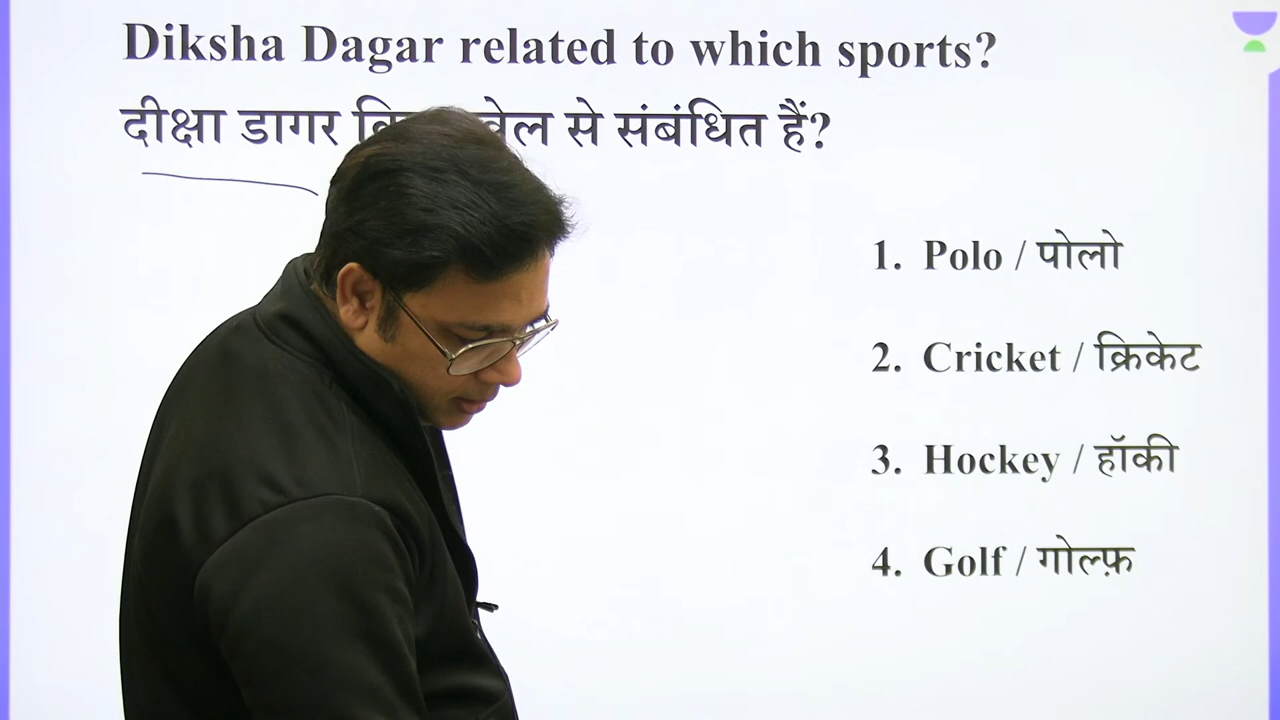 Diksha Dagar related to which sports?
दीक्षा डागर से संबंधित हैं?
1. Polo / पोलो
2. Cricket / क्रिकेट
3. Hockey / हॉकी
4. Golf / गोल्फ़